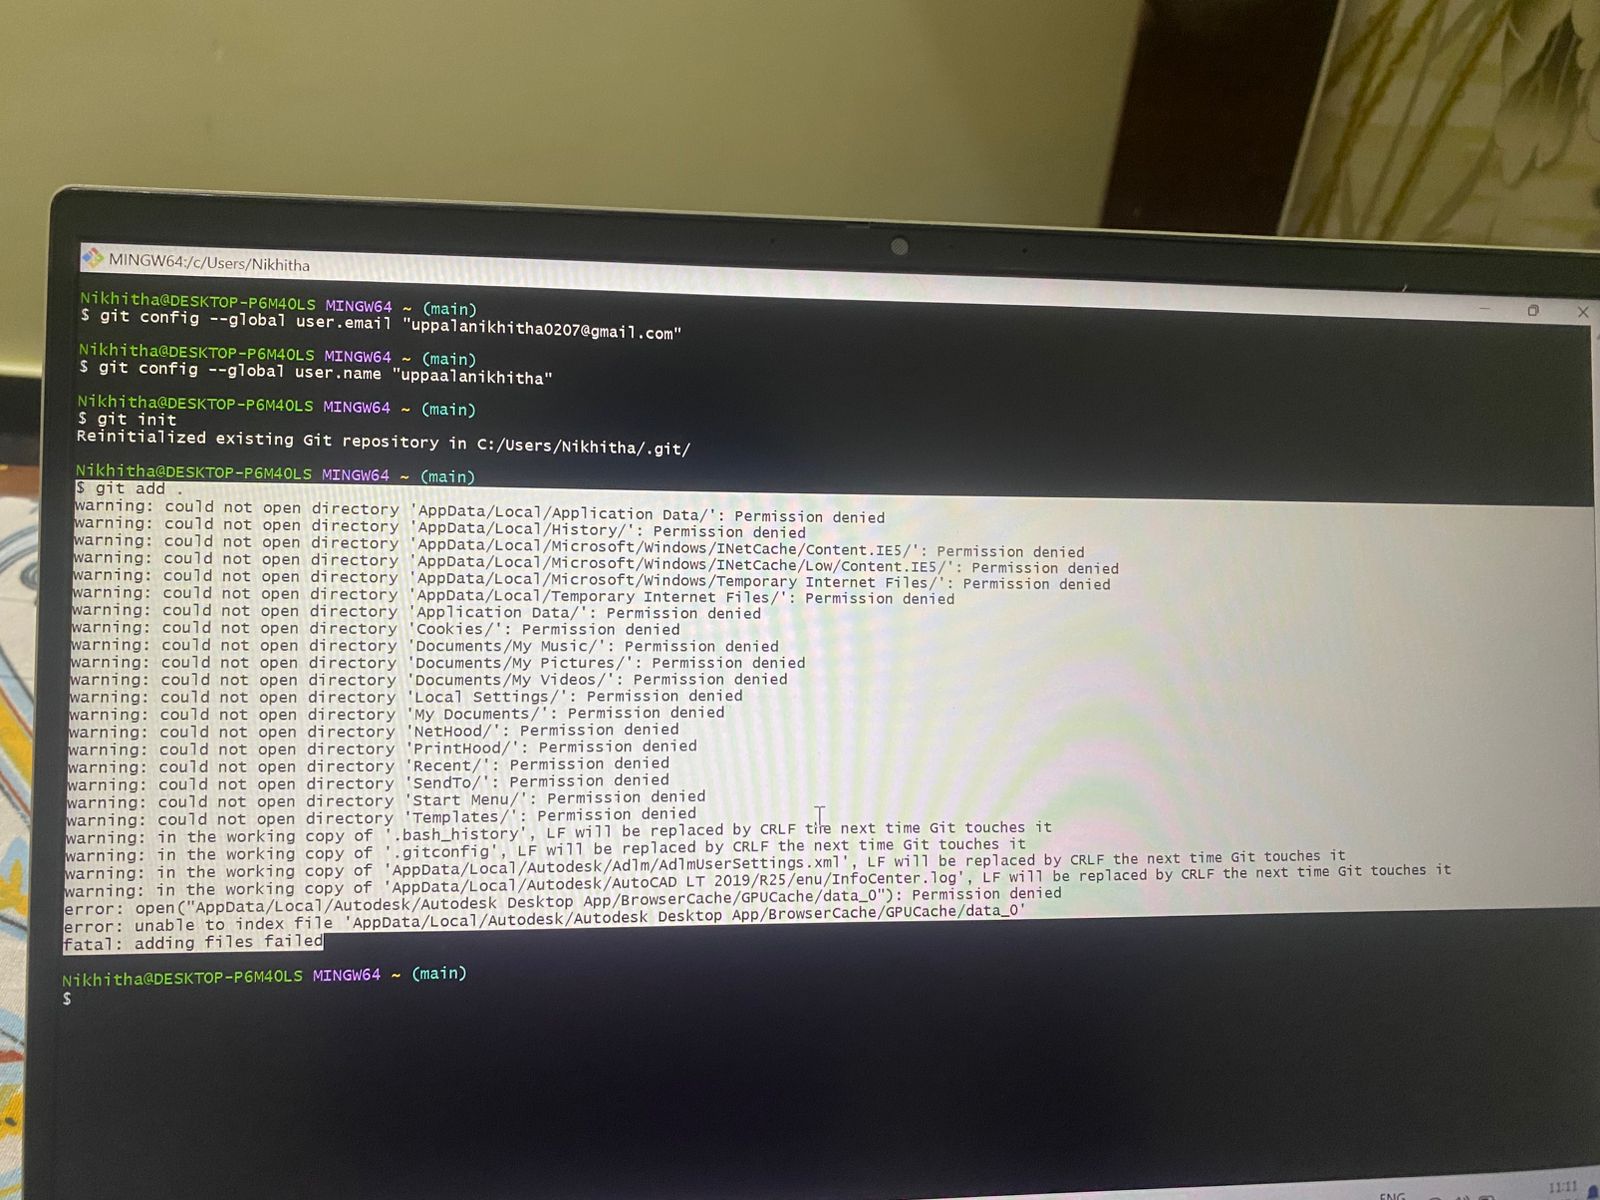 MINGW64:/c/Users/Nikhitha
Nikhitha@DESKTOP-P6M4OLS MINGW64 ~ (main)
$ git config --global user.email "uppalanikhitha0207@gmail.com"
Nikhitha@DESKTOP-P6M4OLS MINGW64 ~ (main)
$ git config --global user.name "uppaalanikhitha"
Nikhitha@DESKTOP-P6M4OLS MINGW64 ~ (main)
$ git init
Reinitialized existing Git repository in C:/Users/Nikhitha/.git/
Nikhitha@DESKTOP-P6M4OLS MINGW64 ~ (main)
$ git add .
warning: could not open directory 'AppData/Local/Application Data/': Permission denied
warning: could not open directory 'AppData/Local/History/': Permission denied
warning: could not open directory 'AppData/Local/Microsoft/Windows/INetCache/Content.IE5/': Permission denied
warning: could not open directory 'AppData/Local/Microsoft/Windows/INetCache/Low/Content.IE5/': Permission denied
warning: could not open directory 'AppData/Local/Microsoft/Windows/Temporary Internet Files/': Permission denied
warning: could not open directory 'AppData/Local/Temporary Internet Files/': Permission denied
warning: could not open directory 'Application Data/': Permission denied
warning: could not open directory 'Cookies/': Permission denied
warning: could not open directory 'Documents/My Music/': Permission denied
warning: could not open directory 'Documents/My Pictures/': Permission denied
warning: could not open directory 'Documents/My Videos/': Permission denied
warning: could not open directory 'Local Settings/': Permission denied
warning: could not open directory 'My Documents/': Permission denied
warning: could not open directory 'NetHood/': Permission denied
warning: could not open directory 'PrintHood/': Permission denied
warning: could not open directory 'Recent/': Permission denied
warning: could not open directory 'SendTo/': Permission denied
warning: could not open directory 'Start Menu/': Permission denied
warning: could not open directory 'Templates/': Permission denied
warning: in the working copy of '.bash_history', LF will be replaced by CRLF the next time Git touches it
warning: in the working copy of '.gitconfig', LF will be replaced by CRLF the next time Git touches it
warning: in the working copy of 'AppData/Local/Autodesk/Adlm/AdlmUserSettings.xml', LF will be replaced by CRLF the next time Git touches it
warning: in the working copy of 'AppData/Local/Autodesk/AutoCAD LT 2019/R25/enu/InfoCenter.log', LF will be replaced by CRLF the next time Git touches it
error: open("AppData/Local/Autodesk/Autodesk Desktop App/BrowserCache/GPUCache/data_0"): Permission denied
error: unable to index file 'AppData/Local/Autodesk/Autodesk Desktop App/BrowserCache/GPUCache/data_0'
fatal: adding files failed
Nikhitha@DESKTOP-P6M4OLS MINGW64 ~ (main)
$
ENG
11:11